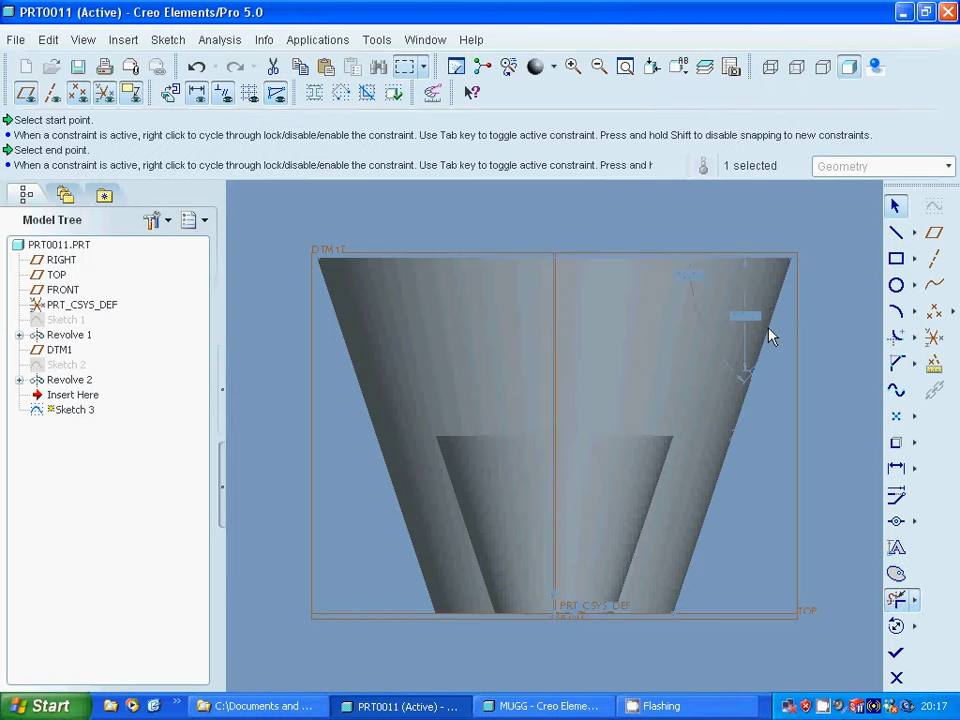 PRT0011 (Active) - Creo Elements/Pro 5.0
File Edit View Insert Sketch Analysis Info Applications Tools Window Help
Select start point.
When a constraint is active, right click to cycle through lock/disable/enable the constraint. Use Tab key to toggle active constraint. Press and hold Shift to disable snapping to new constraints.
Select end point.
When a constraint is active, right click to cycle through lock/disable/enable the constraint. Use Tab key to toggle active constraint. Press and h
1 selected
Geometry
Model Tree
PRT0011.PRT
RIGHT
TOP
FRONT
PRT_CSYS_DEF
Sketch 1
Revolve 1
DTM1
Sketch 2
Revolve 2
Insert Here
Sketch 3
PRT_CSYS_DEF
TOP
Start
C:\Documents and ...
PRT0011 (Active) - ...
MUGG - Creo Eleme...
Flashing
20:17